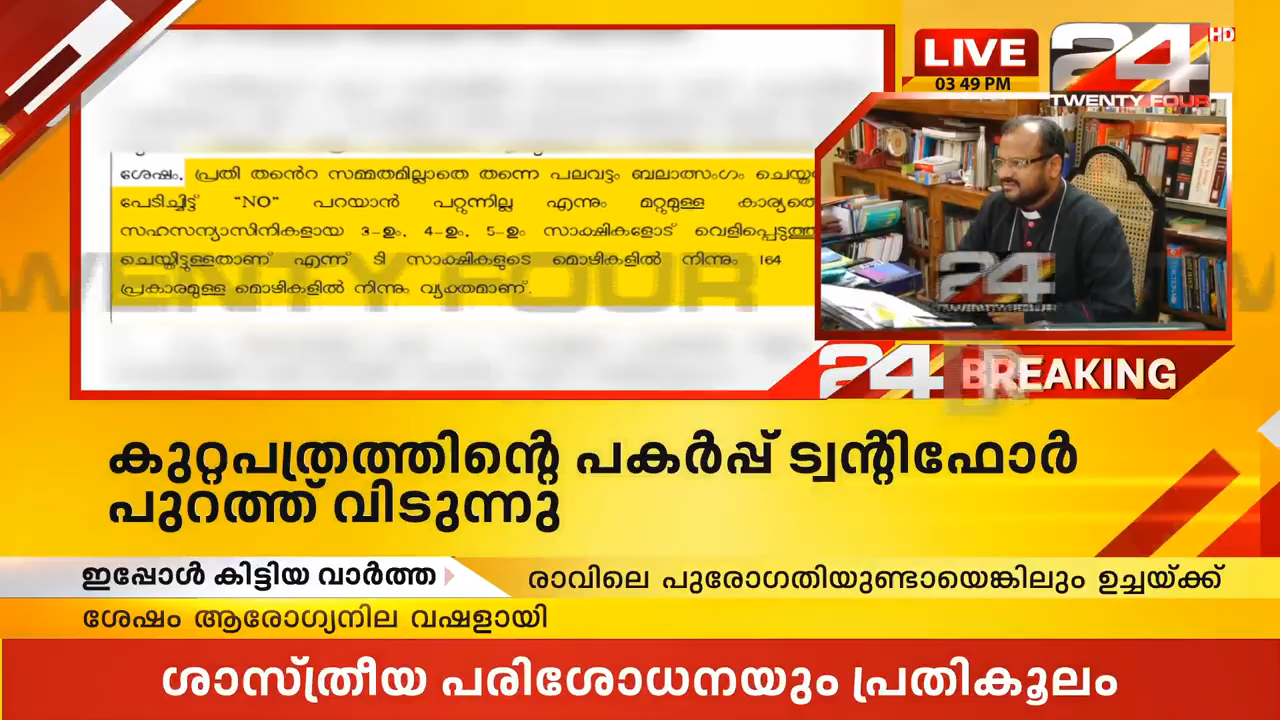 ശേഷം. പ്രതി തൻെറ സമ്മതമില്ലാതെ തന്നെ പലവട്ടം ബലാത്സംഗം
പേടിച്ചിട്ട് “NO” പറയാൻ പറ്റുന്നില്ല എന്നും മറ്റുമുള്ള
സഹസന്യാസിനികളായ 3-ഉം, 4-ഉം, 5-ഉം സാക്ഷികളോട്
ചെയ്തിട്ടുള്ളതാണ് എന്ന് ടി സാക്ഷികളുടെ മൊഴികളിൽ നിന്നും 164
പ്രകാരമുള്ള മൊഴികളിൽ നിന്നും വ്യക്തമാണ്.
LIVE
03 49 PM
24 HD
TWENTY FOUR
24 BREAKING
കുറ്റപത്രത്തിന്റെ പകർപ്പ് ട്വന്റിഫോർ
പുറത്ത് വിടുന്നു
ഇപ്പോൾ കിട്ടിയ വാർത്ത
രാവിലെ പുരോഗതിയുണ്ടായെങ്കിലും ഉച്ചയ്ക്ക്
ശേഷം ആരോഗ്യനില വഷളായി
ശാസ്ത്രീയ പരിശോധനയും പ്രതികൂലം